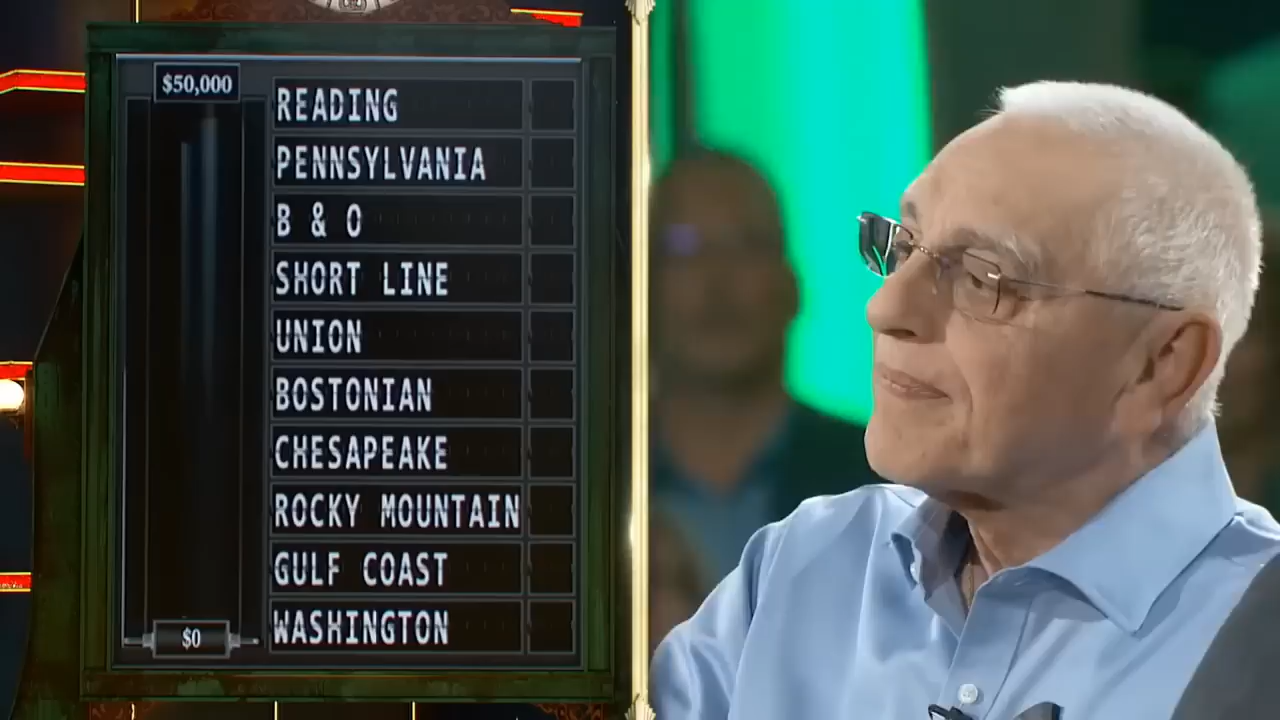 $50,000
READING
PENNSYLVANIA
B & O
SHORT LINE
UNION
BOSTONIAN
CHESAPEAKE
ROCKY MOUNTAIN
GULF COAST
WASHINGTON
$0